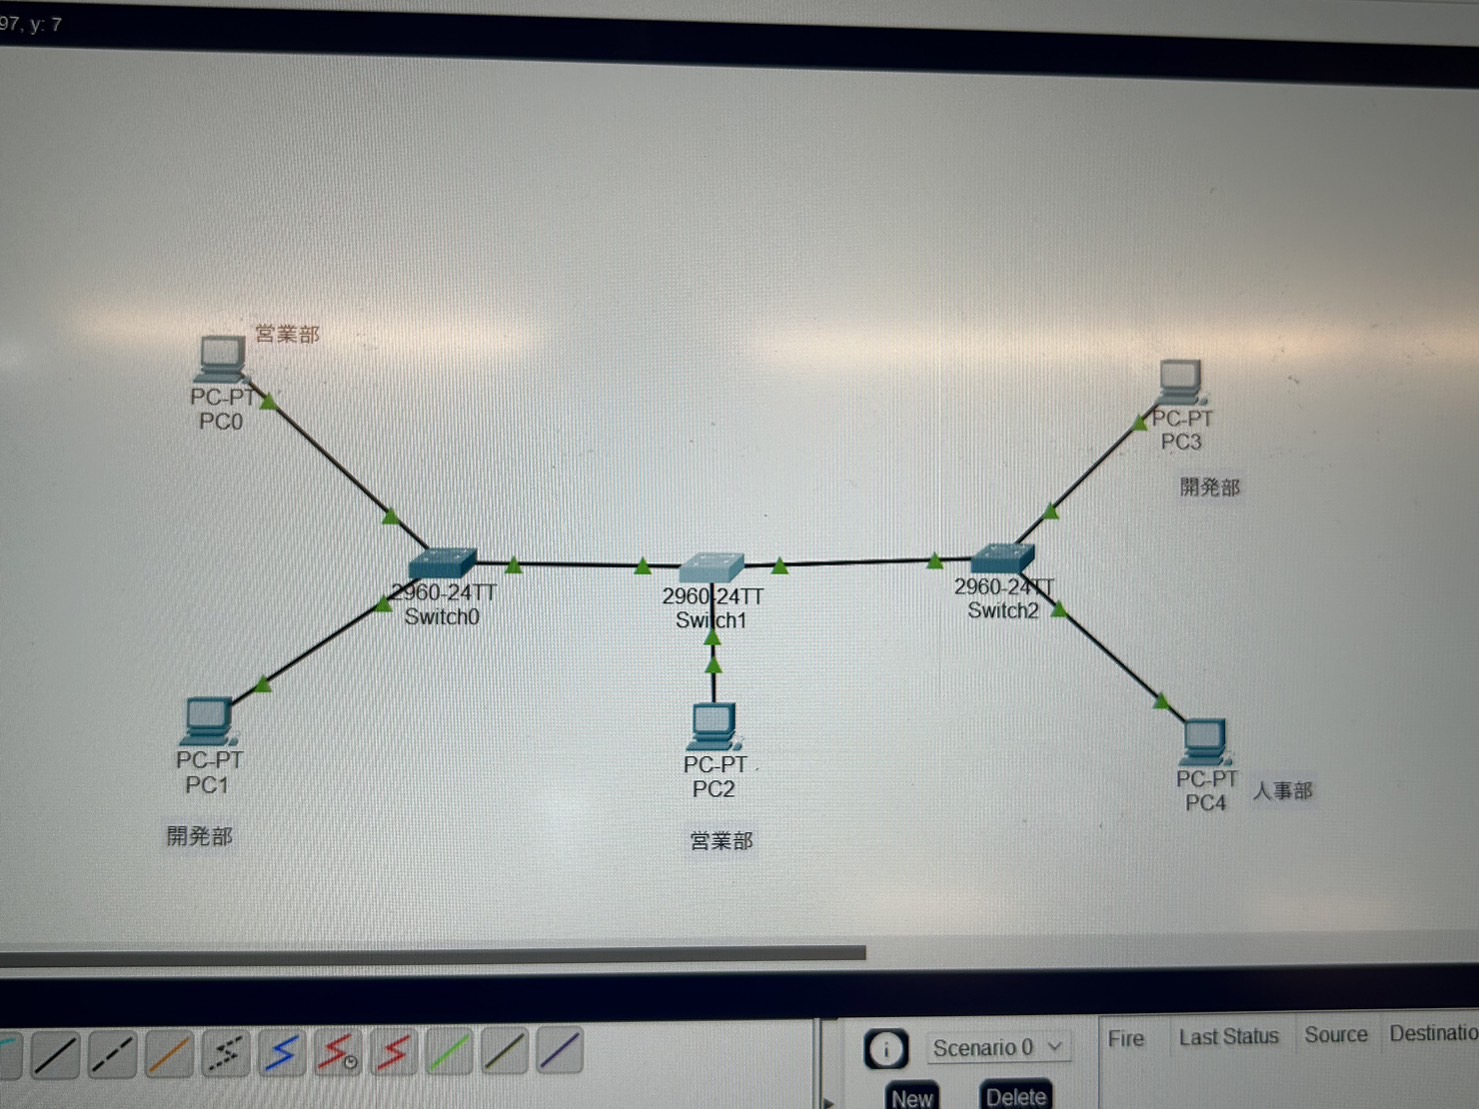 97, y: 7
営業部
PC-PT
PC0
PC-PT
PC3
開発部
2960-24TT
Switch0
2960-24TT
Switch1
2960-24TT
Switch2
PC-PT
PC1
開発部
PC-PT
PC2
営業部
PC-PT
PC4
人事部
Scenario 0
Fire
Last Status
Source
Destinatio
New
Delete